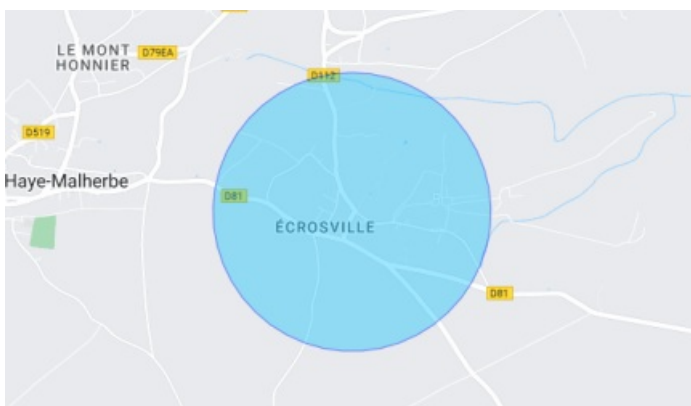 LE MONT
HONNIER
D79EA
D112
D519
Haye-Malherbe
D81
ÉCROSVILLE
D81